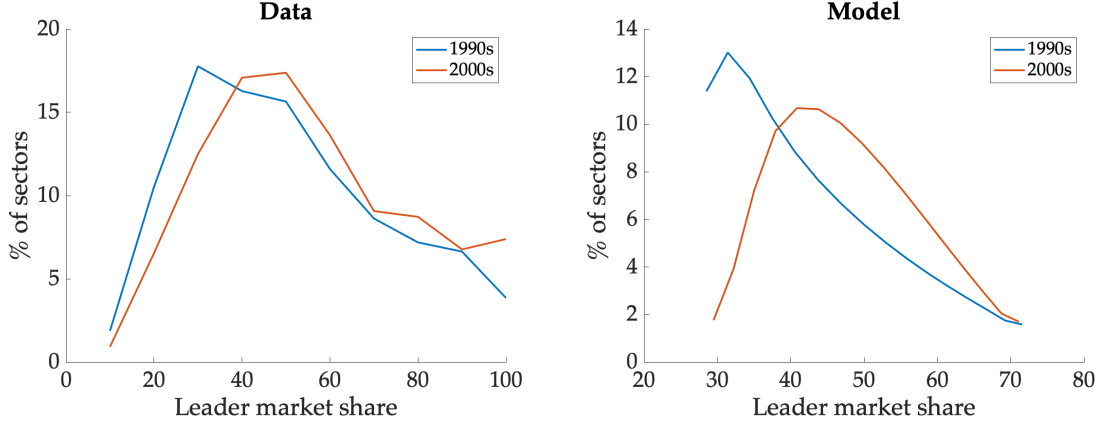 Data
20
15
10
5
0
% of sectors
0 20 40 60 80 100
Leader market share
1990s
2000s
Model
14
12
10
8
6
4
2
0
% of sectors
20 30 40 50 60 70 80
Leader market share
1990s
2000s